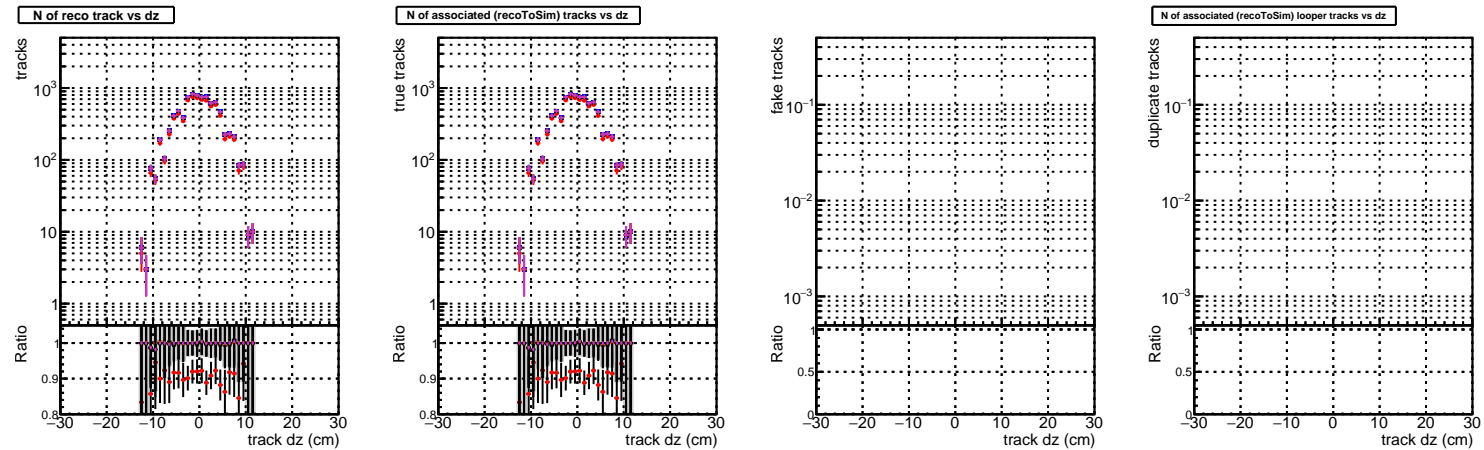 N of reco track vs dz
tracks
10³
10²
10
1
Ratio
1
0.9
0.8
−30 −20 −10 0 10 20 30
track dz (cm)
N of associated (recoToSim) tracks vs dz
true tracks
10³
10²
10
1
Ratio
1
0.9
0.8
−30 −20 −10 0 10 20 30
track dz (cm)
fake tracks
10⁻¹
10⁻²
10⁻³
Ratio
1
0.5
0
−30 −20 −10 0 10 20 30
track dz (cm)
N of associated (recoToSim) looper tracks vs dz
duplicate tracks
10⁻¹
10⁻²
10⁻³
Ratio
1
0.5
0
−30 −20 −10 0 10 20 30
track dz (cm)